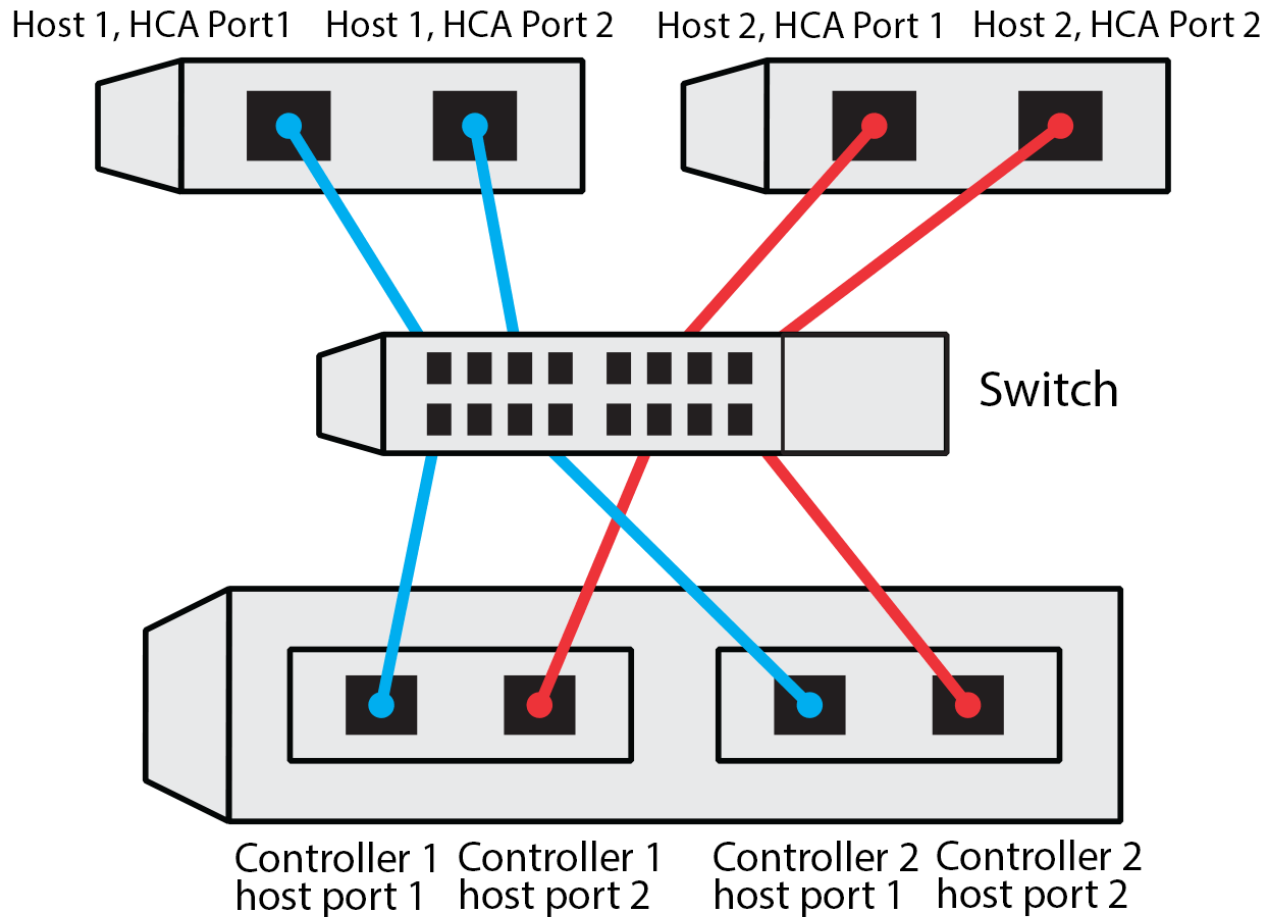 Host 1, HCA Port1
Host 1, HCA Port 2
Host 2, HCA Port 1
Host 2, HCA Port 2
Switch
Controller 1
host port 1
Controller 1
host port 2
Controller 2
host port 1
Controller 2
host port 2